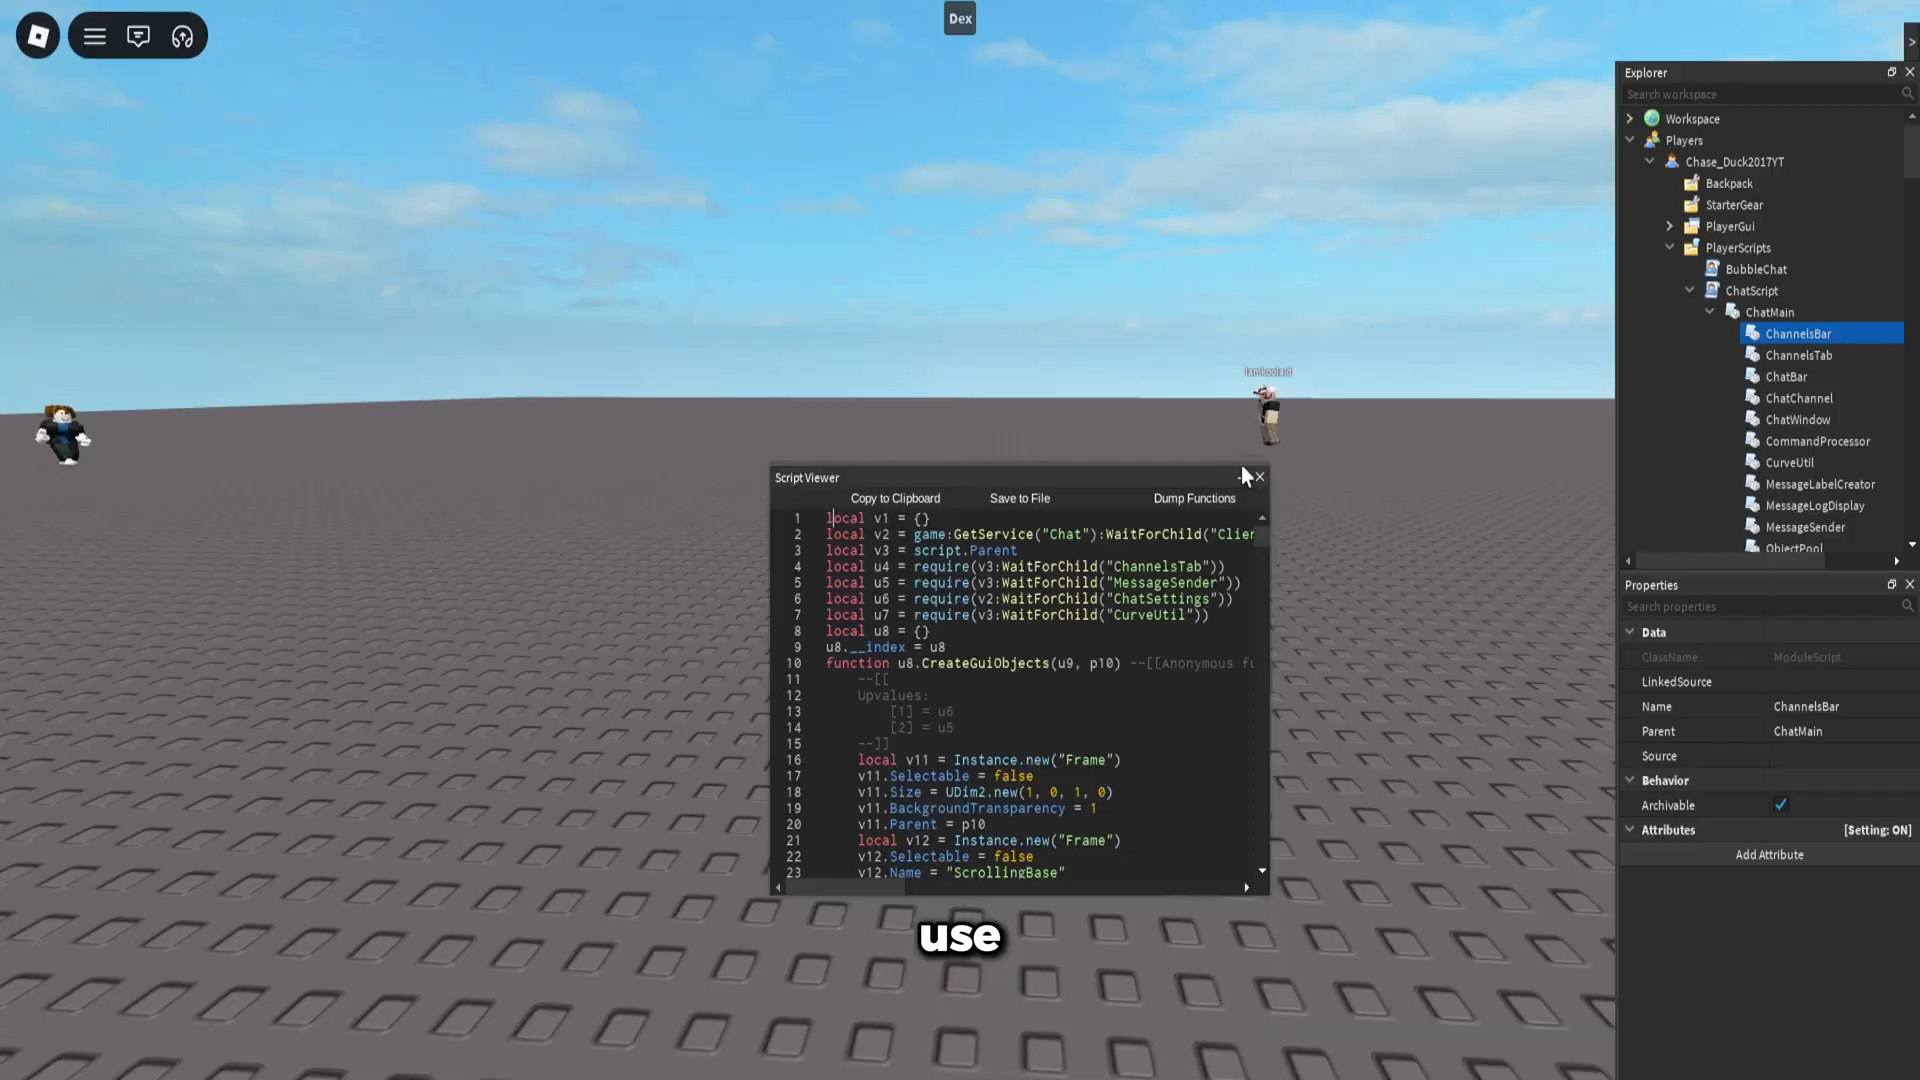 Dex
>
Explorer
Search workspace
Workspace
Players
Chase_Duck2017YT
Backpack
StarterGear
PlayerGui
PlayerScripts
BubbleChat
ChatScript
ChatMain
ChannelsBar
ChannelsTab
ChatBar
ChatChannel
ChatWindow
CommandProcessor
CurveUtil
MessageLabelCreator
MessageLogDisplay
MessageSender
ObjectPool
Iamkoolaid
Script Viewer
Copy to Clipboard Save to File Dump Functions
1 local v1 = {}
2 local v2 = game:GetService("Chat"):WaitForChild("Clien
3 local v3 = script.Parent
4 local u4 = require(v3:WaitForChild("ChannelsTab"))
5 local u5 = require(v3:WaitForChild("MessageSender"))
6 local u6 = require(v2:WaitForChild("ChatSettings"))
7 local u7 = require(v3:WaitForChild("CurveUtil"))
8 local u8 = {}
9 u8.__index = u8
10 function u8.CreateGuiObjects(u9, p10) --[[Anonymous fu
11 --[[
12 Upvalues:
13 [1] = u6
14 [2] = u5
15 --]]
16 local v11 = Instance.new("Frame")
17 v11.Selectable = false
18 v11.Size = UDim2.new(1, 0, 1, 0)
19 v11.BackgroundTransparency = 1
20 v11.Parent = p10
21 local v12 = Instance.new("Frame")
22 v12.Selectable = false
23 v12.Name = "ScrollingBase"
use
Properties
Search properties
Data
ClassName ModuleScript
LinkedSource
Name ChannelsBar
Parent ChatMain
Source
Behavior
Archivable
Attributes [Setting: ON]
Add Attribute